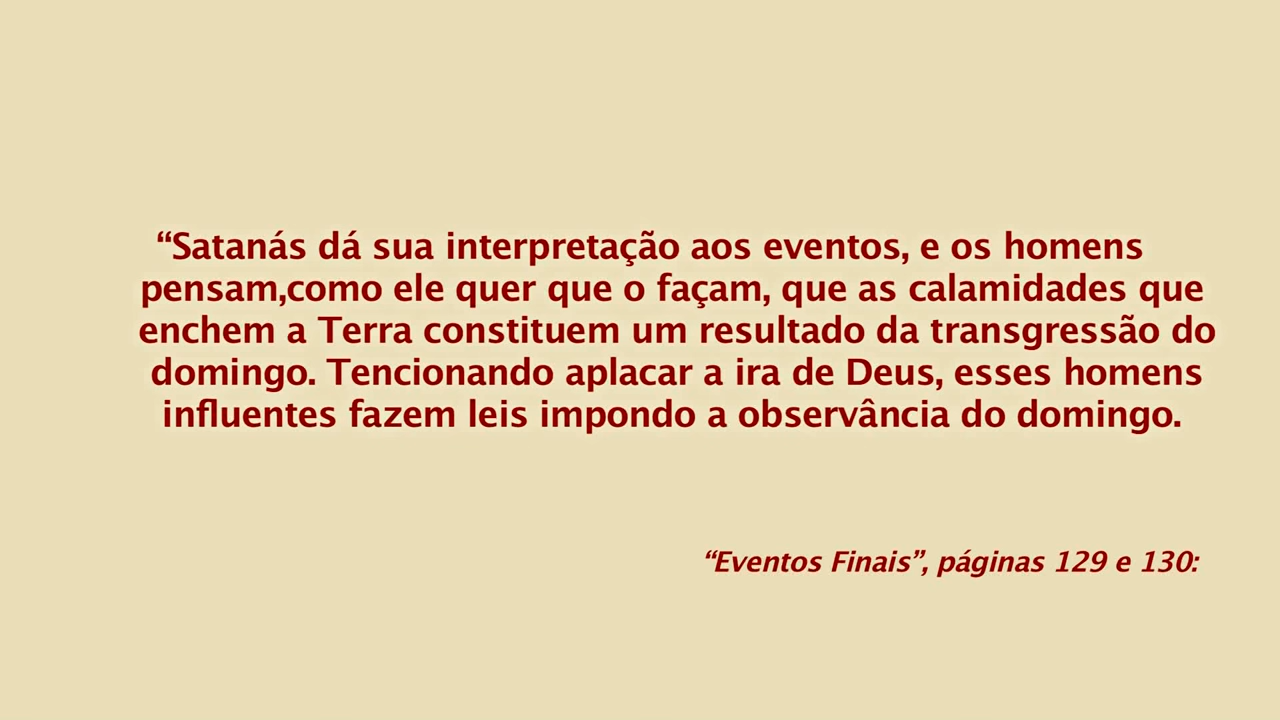 “Satanás dá sua interpretação aos eventos, e os homens
pensam,como ele quer que o façam, que as calamidades que
enchem a Terra constituem um resultado da transgressão do
domingo. Tencionando aplacar a ira de Deus, esses homens
influentes fazem leis impondo a observância do domingo.
“Eventos Finais”, páginas 129 e 130: